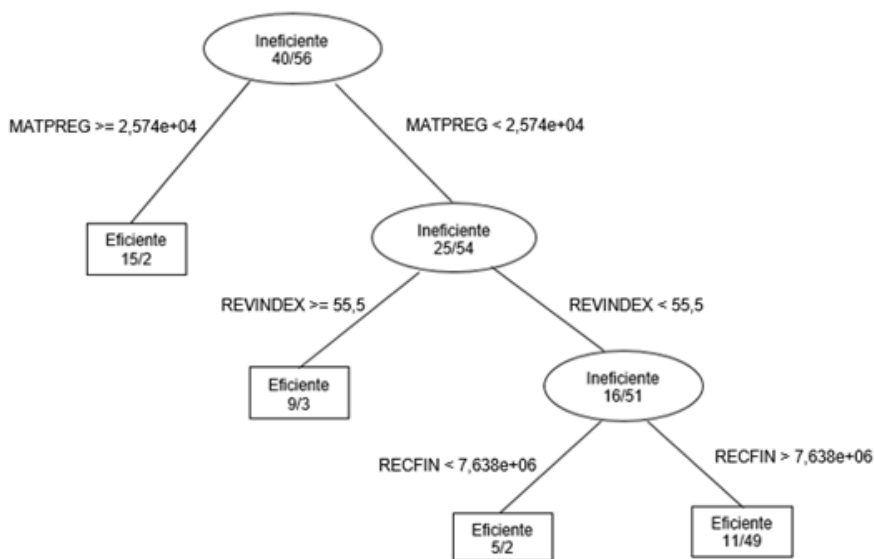 Ineficiente
40/56
MATPREG >= 2,574e+04
MATPREG < 2,574e+04
Eficiente
15/2
Ineficiente
25/54
REVINDEX >= 55,5
REVINDEX < 55,5
Eficiente
9/3
Ineficiente
16/51
RECFIN < 7,638e+06
RECFIN > 7,638e+06
Eficiente
5/2
Eficiente
11/49